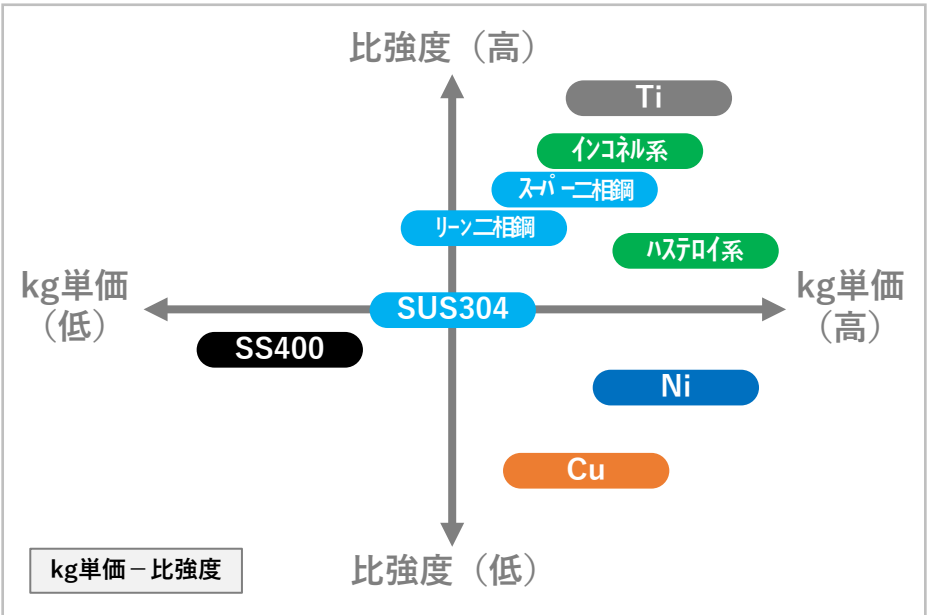 比強度（高）
Ti
インコネル系
スーパー二相鋼
リーン二相鋼
ハステロイ系
kg単価
（低）
SUS304
kg単価
（高）
SS400
Ni
Cu
kg単価－比強度
比強度（低）